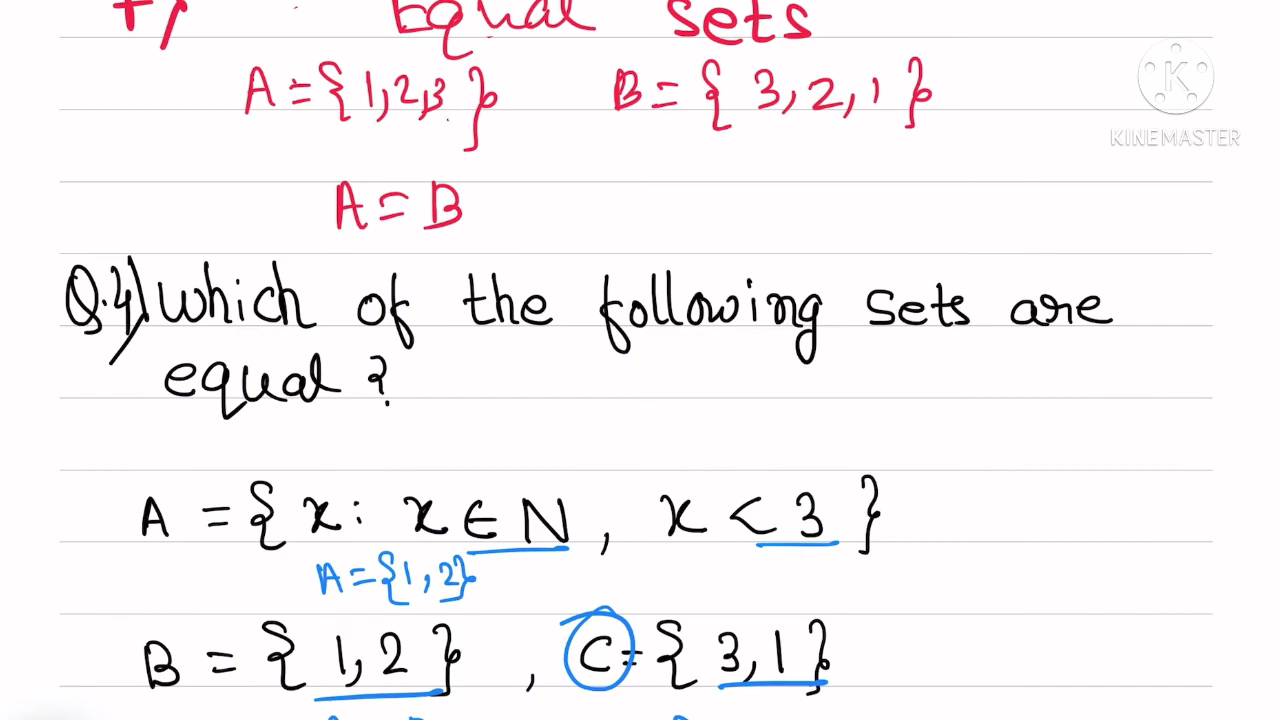 Equal sets
A = { 1,2,3 } B = { 3,2,1 }
KINEMASTER
A = B
Q.4) Which of the following sets are
equal ?
A = { x : x ∈ N , x < 3 }
A = {1, 2}
B = { 1, 2 } , C = { 3, 1 }